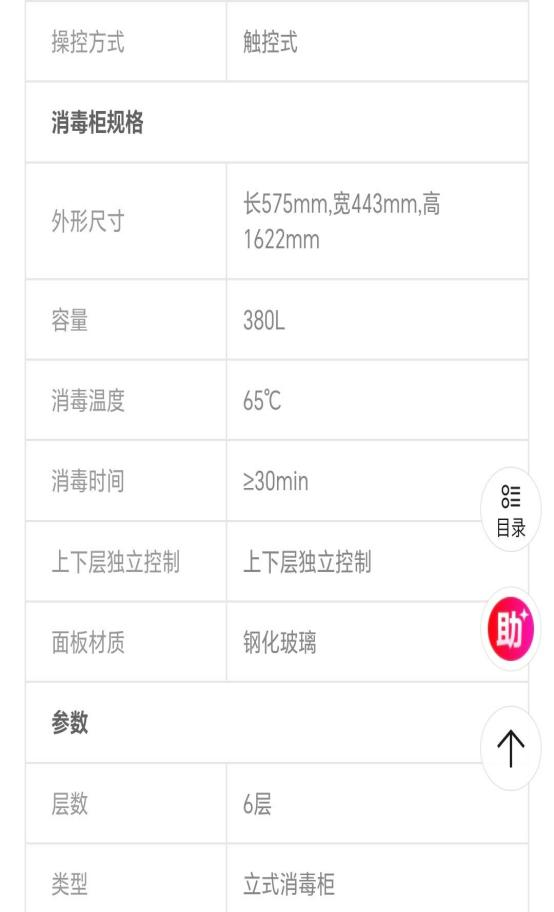 操控方式
触控式
消毒柜规格
外形尺寸
长575mm,宽443mm,高
1622mm
容量
380L
消毒温度
65℃
消毒时间
≥30min
上下层独立控制
上下层独立控制
面板材质
钢化玻璃
参数
层数
6层
类型
立式消毒柜
目录
助